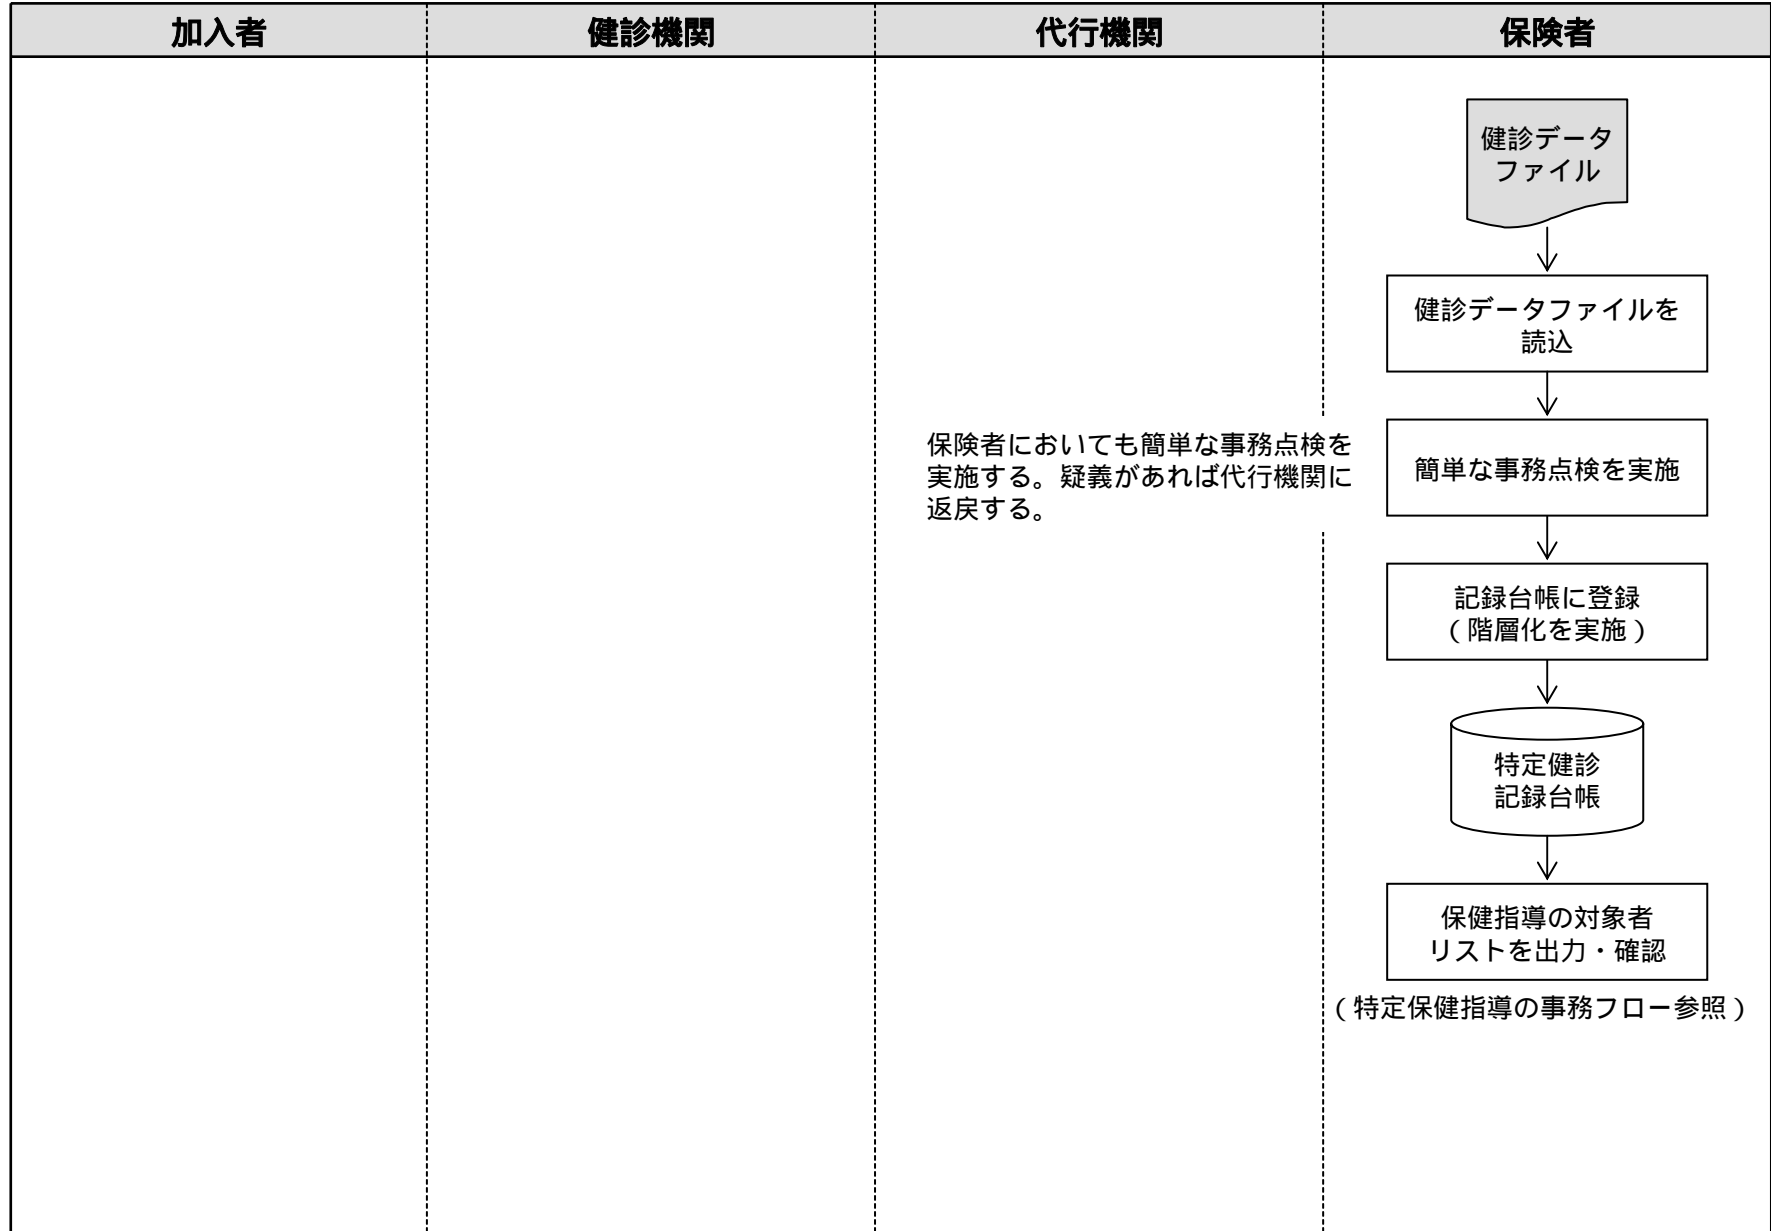 加入者
健診機関
代行機関
保険者
健診データ
ファイル
健診データファイルを
読込
保険者においても簡単な事務点検を
実施する。疑義があれば代行機関に
返戻する。
簡単な事務点検を実施
記録台帳に登録
(階層化を実施)
特定健診
記録台帳
保健指導の対象者
リストを出力・確認
(特定保健指導の事務フロー参照)